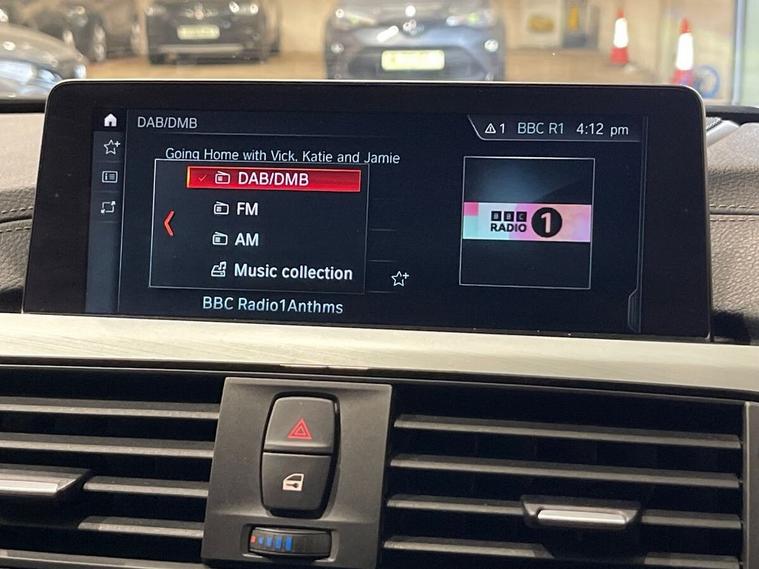 DAB/DMB
1 BBC R1 4:12 pm
Going Home with Vick, Katie and Jamie
DAB/DMB
FM
AM
Music collection
BBC Radio1Anthms
BBC
RADIO 1